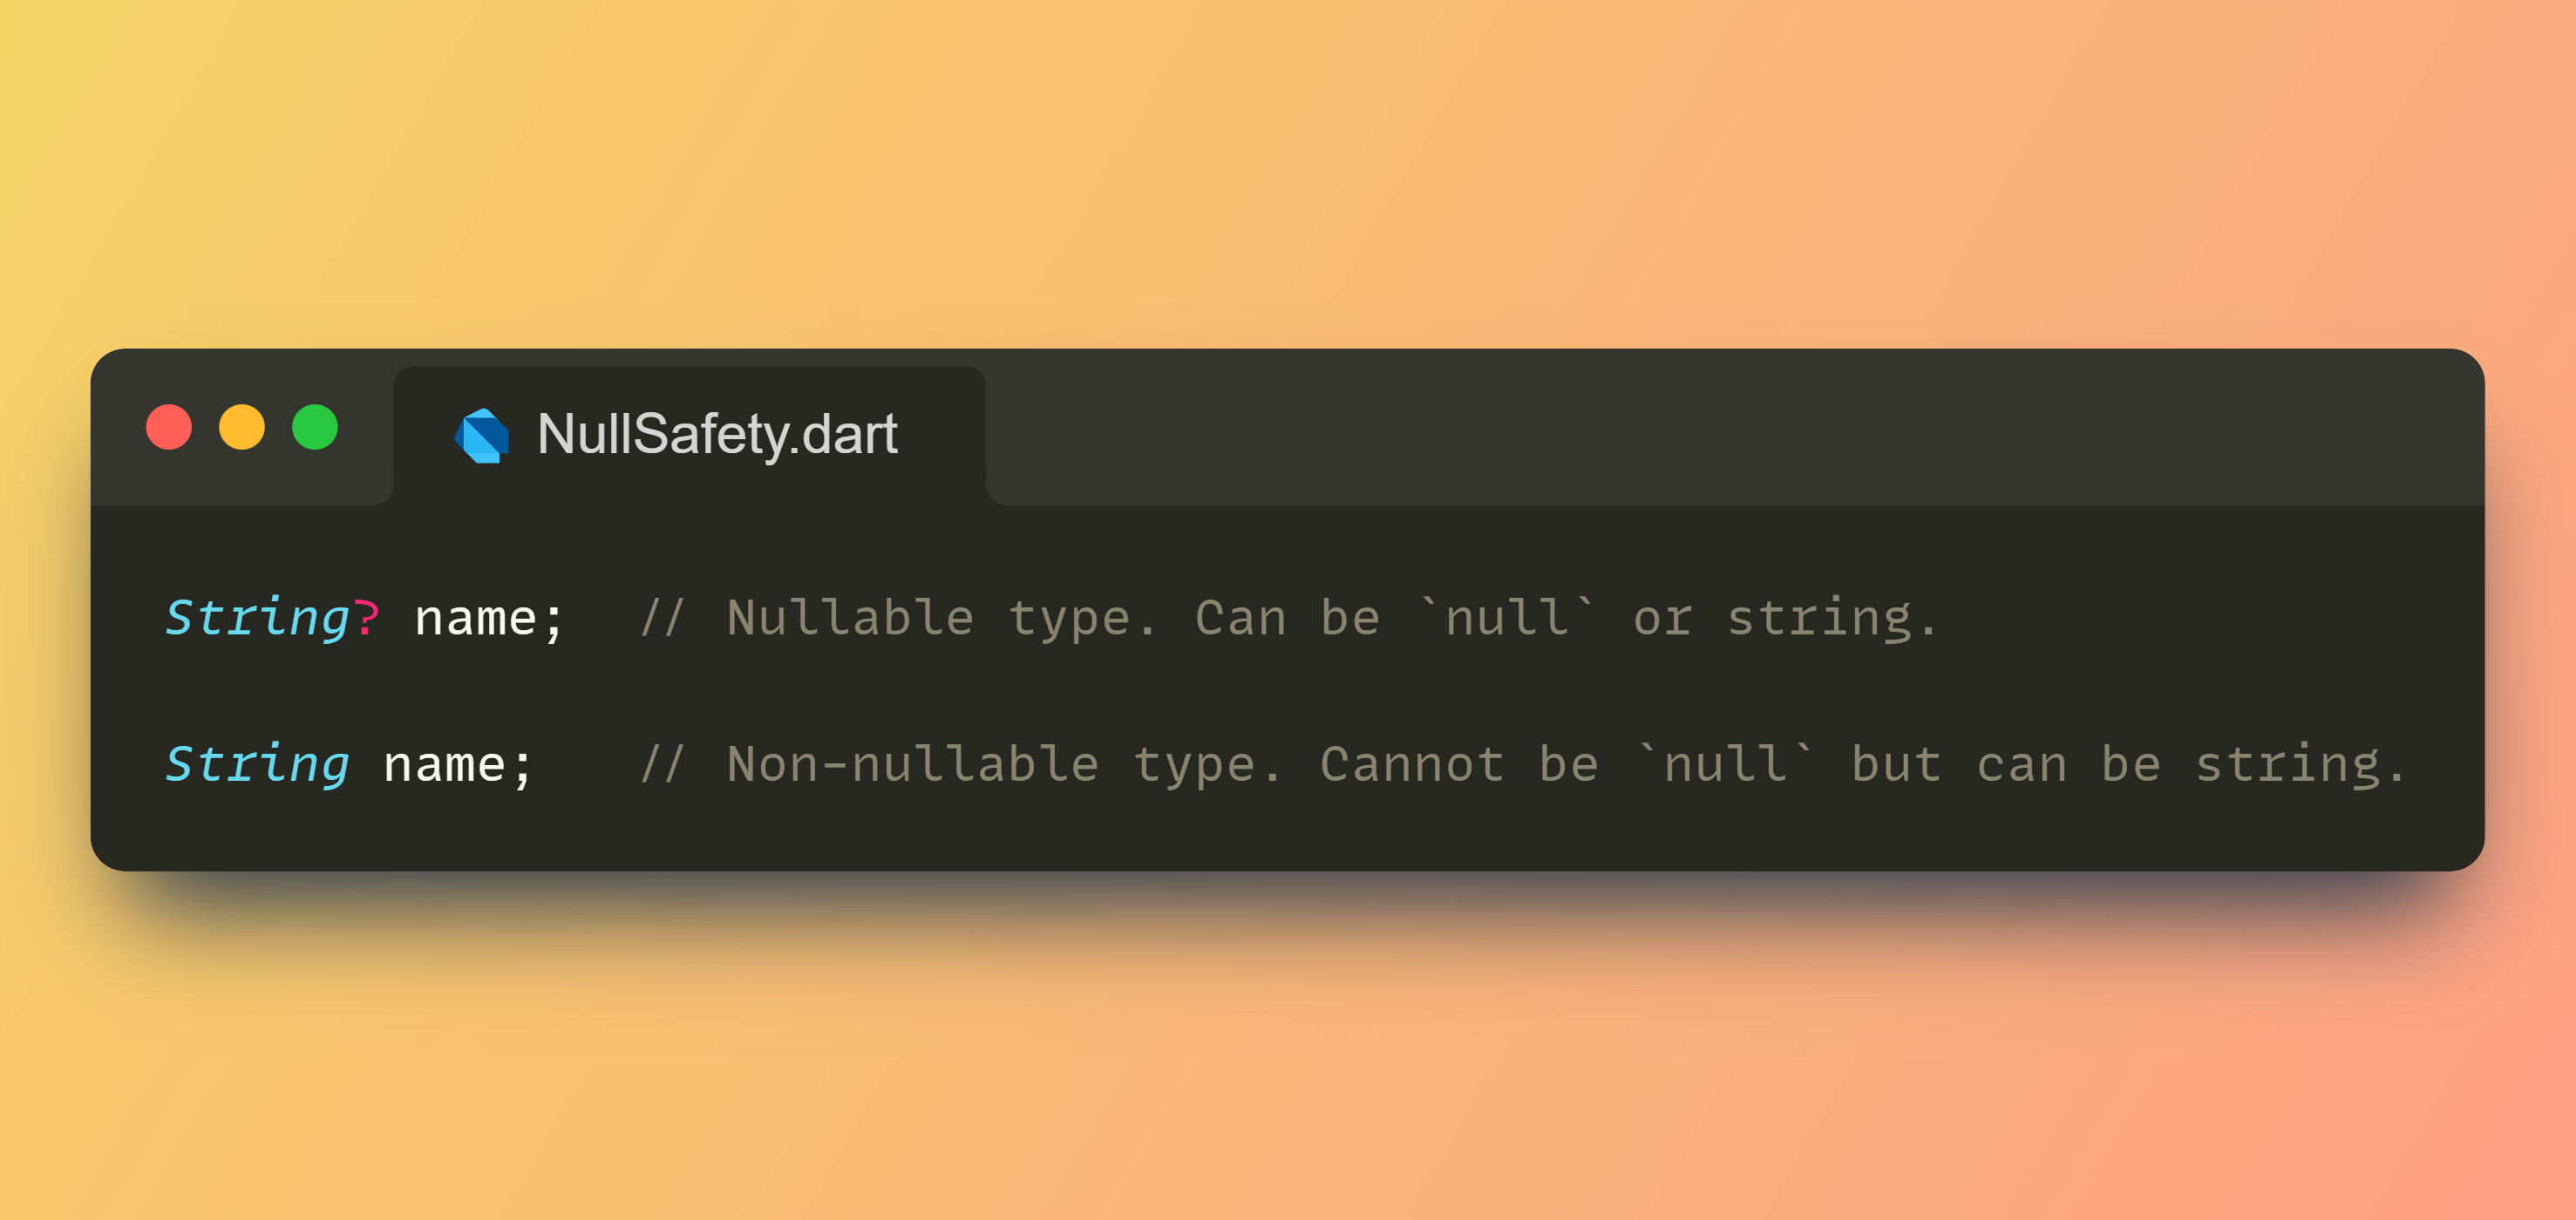 NullSafety.dart
String? name;  // Nullable type. Can be `null` or string.
String name;   // Non-nullable type. Cannot be `null` but can be string.